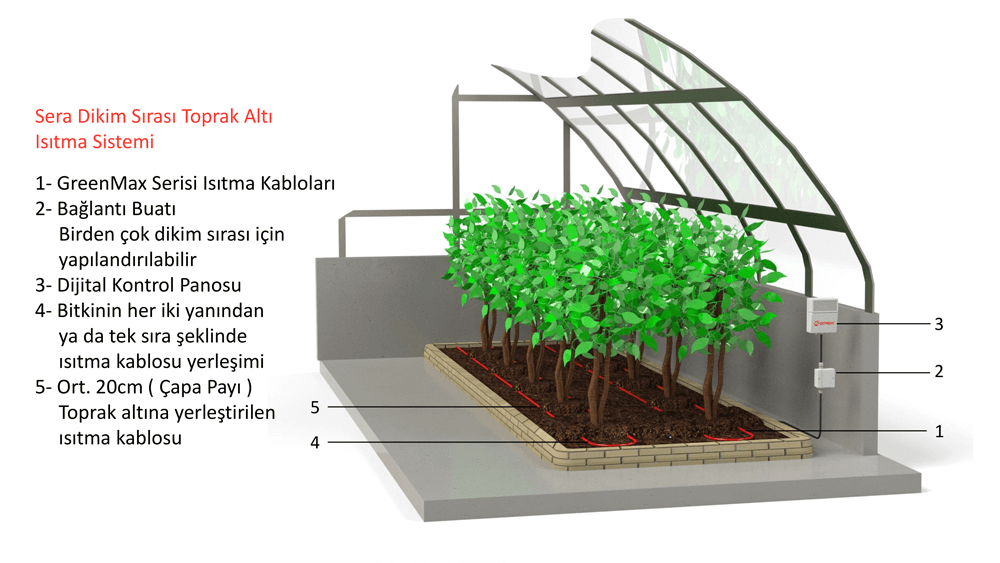 Sera Dikim Sırası Toprak Altı
Isıtma Sistemi
1- GreenMax Serisi Isıtma Kabloları
2- Bağlantı Buatı
Birden çok dikim sırası için
yapılandırılabilir
3- Dijital Kontrol Panosu
4- Bitkinin her iki yanından
ya da tek sıra şeklinde
ısıtma kablosu yerleşimi
5- Ort. 20cm ( Çapa Payı )
Toprak altına yerleştirilen
ısıtma kablosu
3
2
5
1
4